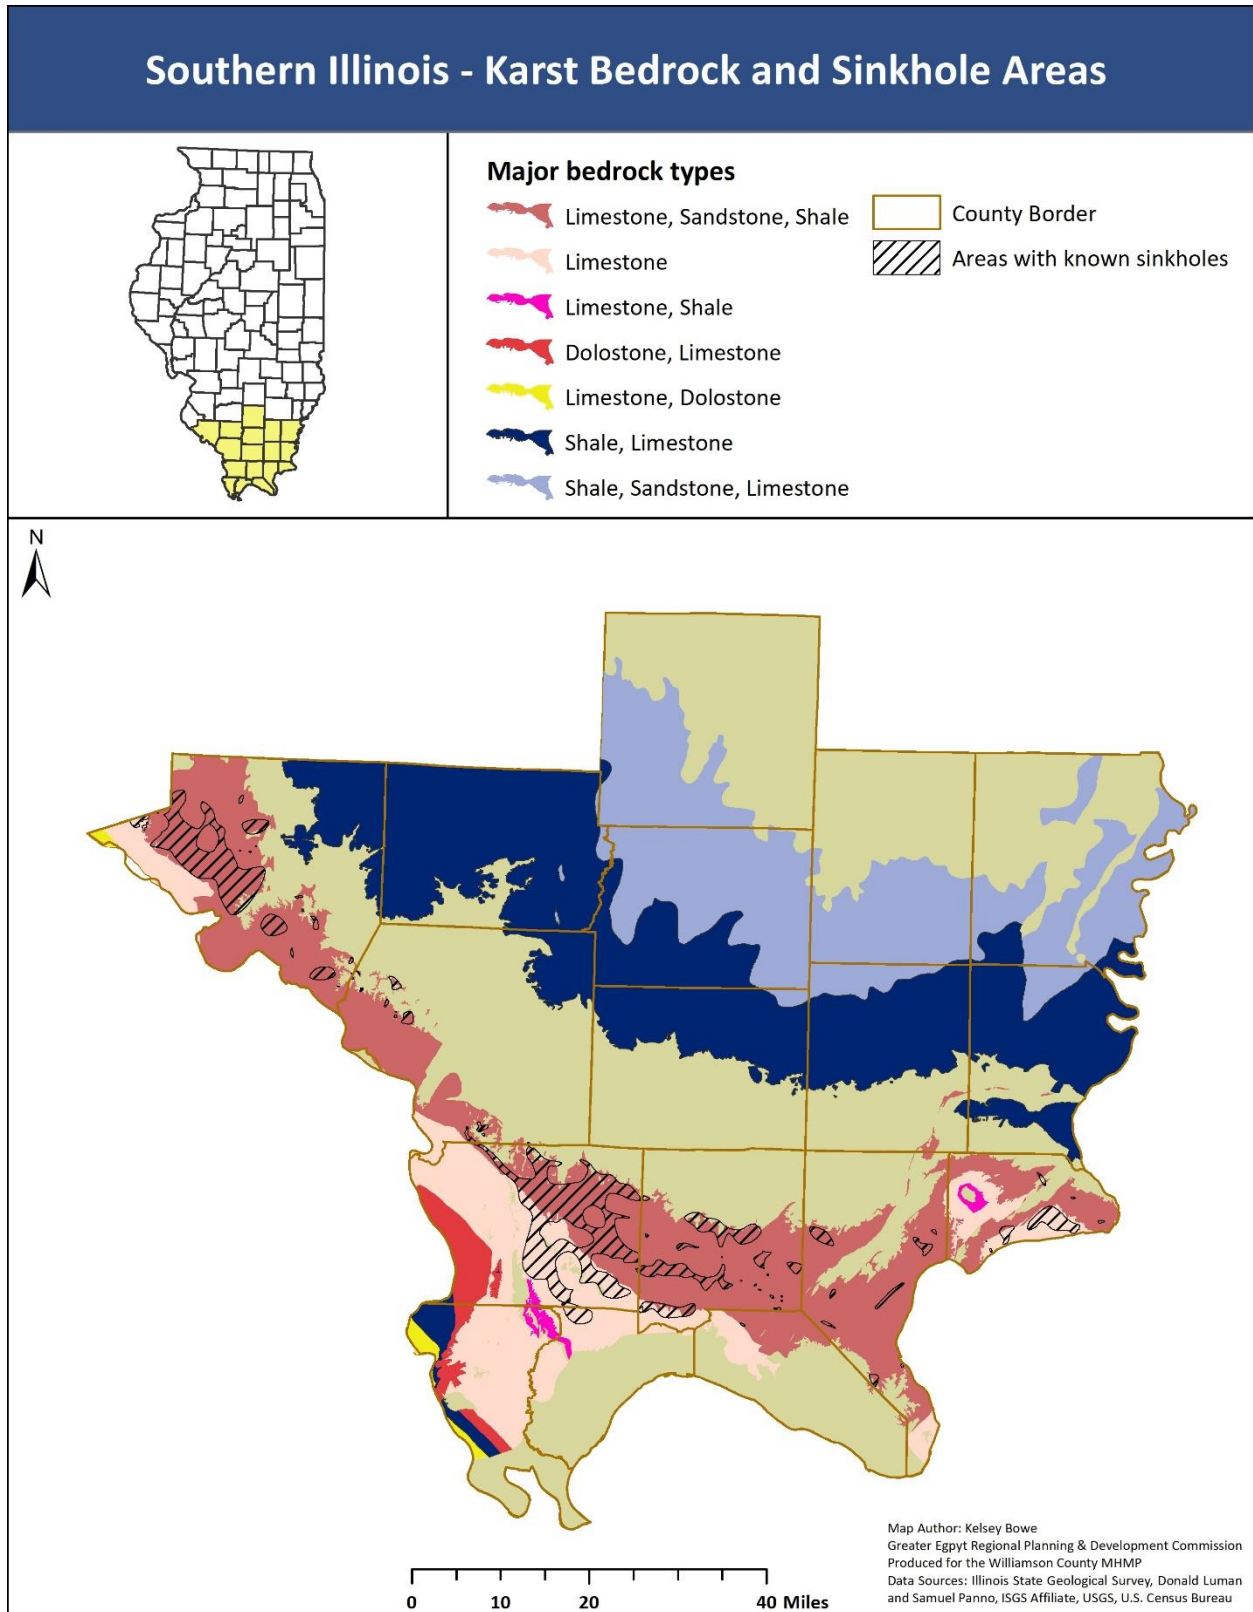 Southern Illinois - Karst Bedrock and Sinkhole Areas
Major bedrock types
Limestone, Sandstone, Shale
Limestone
Limestone, Shale
Dolostone, Limestone
Limestone, Dolostone
Shale, Limestone
Shale, Sandstone, Limestone
County Border
Areas with known sinkholes
N
0 10 20 40 Miles
Map Author: Kelsey Bowe
Greater Egpyt Regional Planning & Development Commission
Produced for the Williamson County MHMP
Data Sources: Illinois State Geological Survey, Donald Luman
and Samuel Panno, ISGS Affiliate, USGS, U.S. Census Bureau